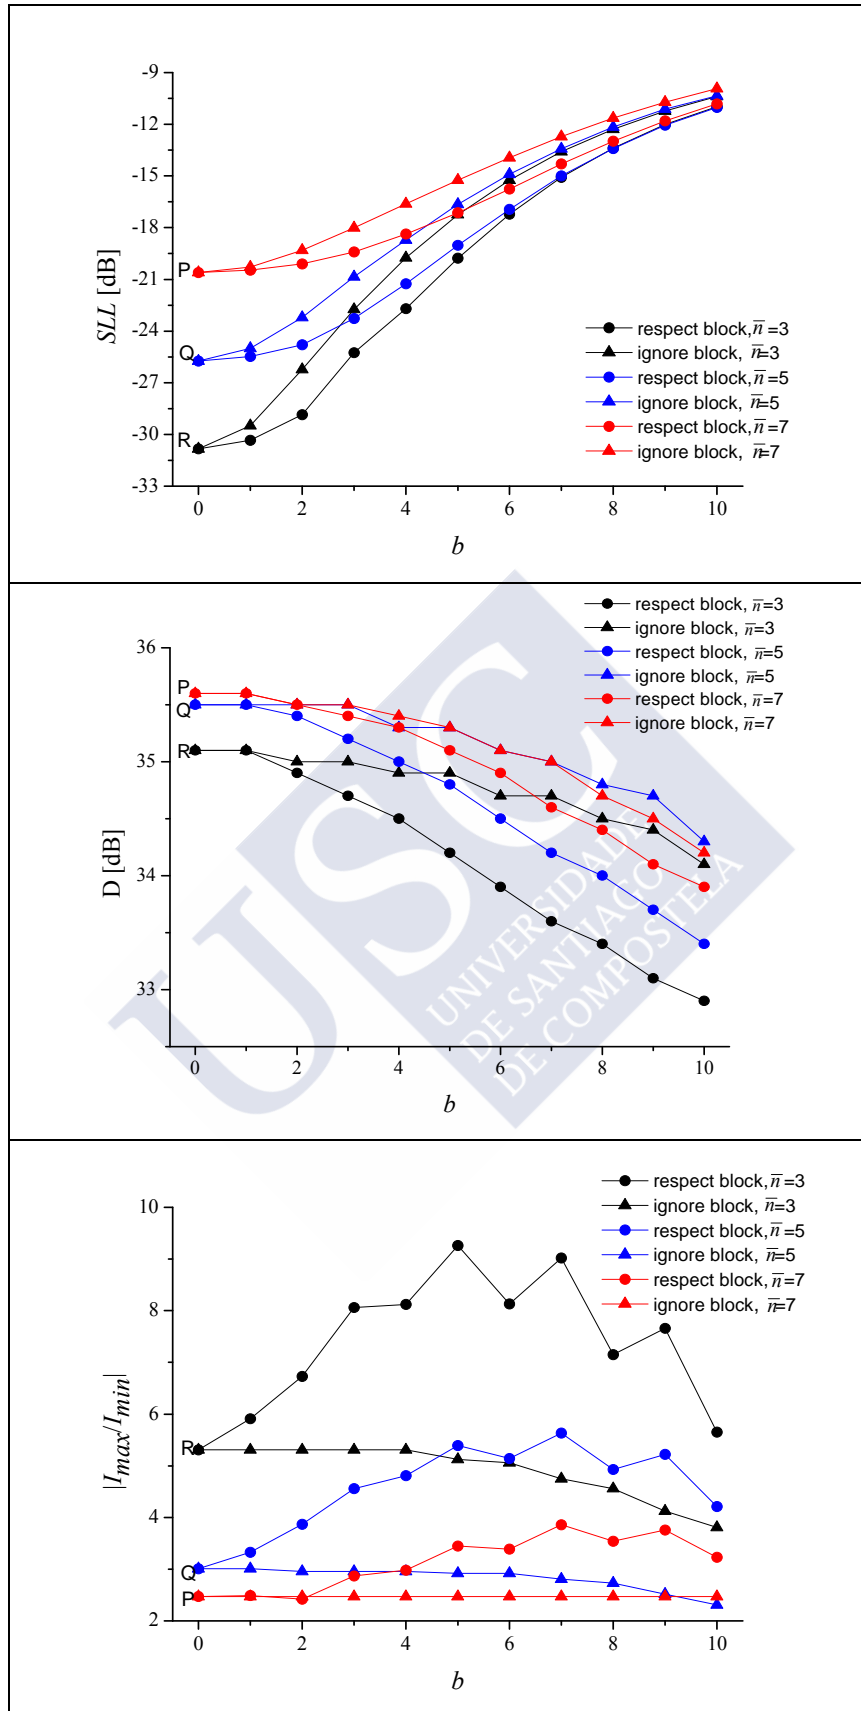 -9
-12
-15
-18
-21
-24
-27
-30
-33
SLL [dB]
P
Q
R
respect block, n̅=3
ignore block, n̅=3
respect block, n̅=5
ignore block, n̅=5
respect block, n̅=7
ignore block, n̅=7
0 2 4 6 8 10
b
respect block, n̅=3
ignore block, n̅=3
respect block, n̅=5
ignore block, n̅=5
respect block, n̅=7
ignore block, n̅=7
36
35
34
33
D [dB]
P
Q
R
0 2 4 6 8 10
b
USC
UNIVERSIDADE
DE SANTIAGO
DE COMPOSTELA
respect block, n̅=3
ignore block, n̅=3
respect block, n̅=5
ignore block, n̅=5
respect block, n̅=7
ignore block, n̅=7
10
8
6
4
2
|Imax/Imin|
R
Q
P
0 2 4 6 8 10
b